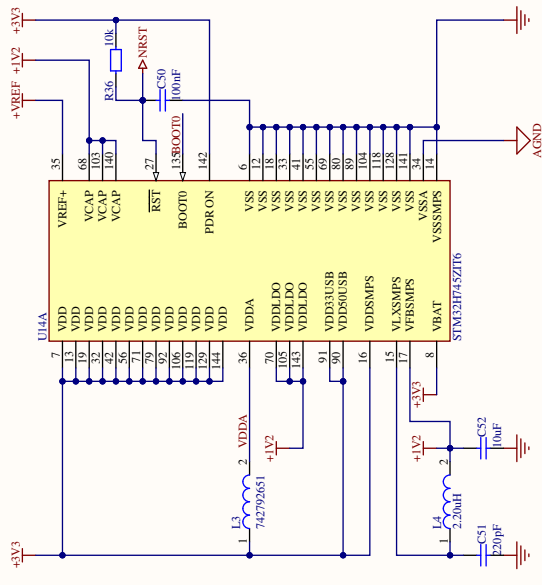 +3V3
+1V2
+VREF
10k
R36
NRST
C50
100nF
BOOT0
AGND
35
68
103
140
27
135
142
6
12
18
33
41
55
69
80
89
104
118
128
141
34
14
VREF+
VCAP
VCAP
VCAP
RST
BOOT0
PDR ON
VSS
VSS
VSS
VSS
VSS
VSS
VSS
VSS
VSS
VSS
VSS
VSS
VSS
VSSA
VSSSMPS
U14A
STM32H745ZIT6
VDD
VDD
VDD
VDD
VDD
VDD
VDD
VDD
VDD
VDD
VDD
VDD
VDD
VDDA
VDDLDO
VDDLDO
VDDLDO
VDD33USB
VDD50USB
VDDSMPS
VLXSMPS
VFBSMPS
VBAT
7
13
19
32
42
56
71
79
92
106
119
129
144
36
70
105
143
91
90
16
15
17
8
VDDA
+1V2
+3V3
+1V2
C52
10uF
2
L3
742792651
1
2
L4
2.20uH
1
C51
220pF
+3V3